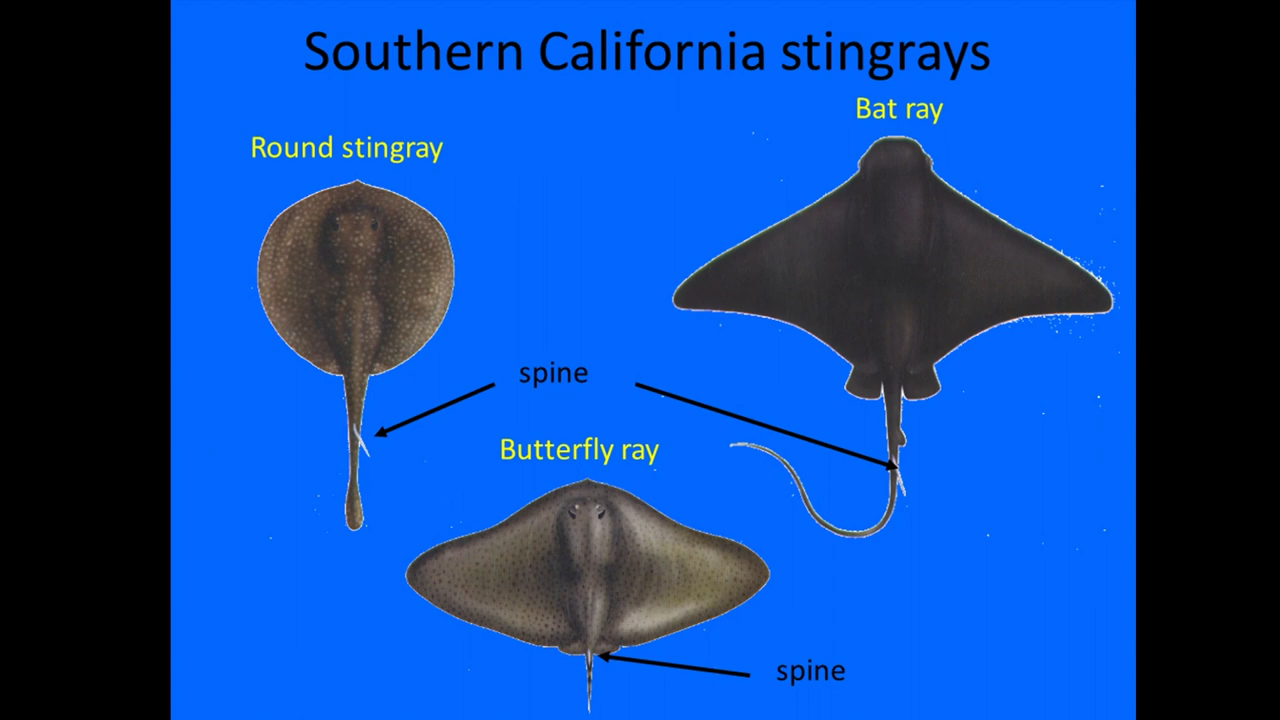 Southern California stingrays
Bat ray
Round stingray
spine
Butterfly ray
spine